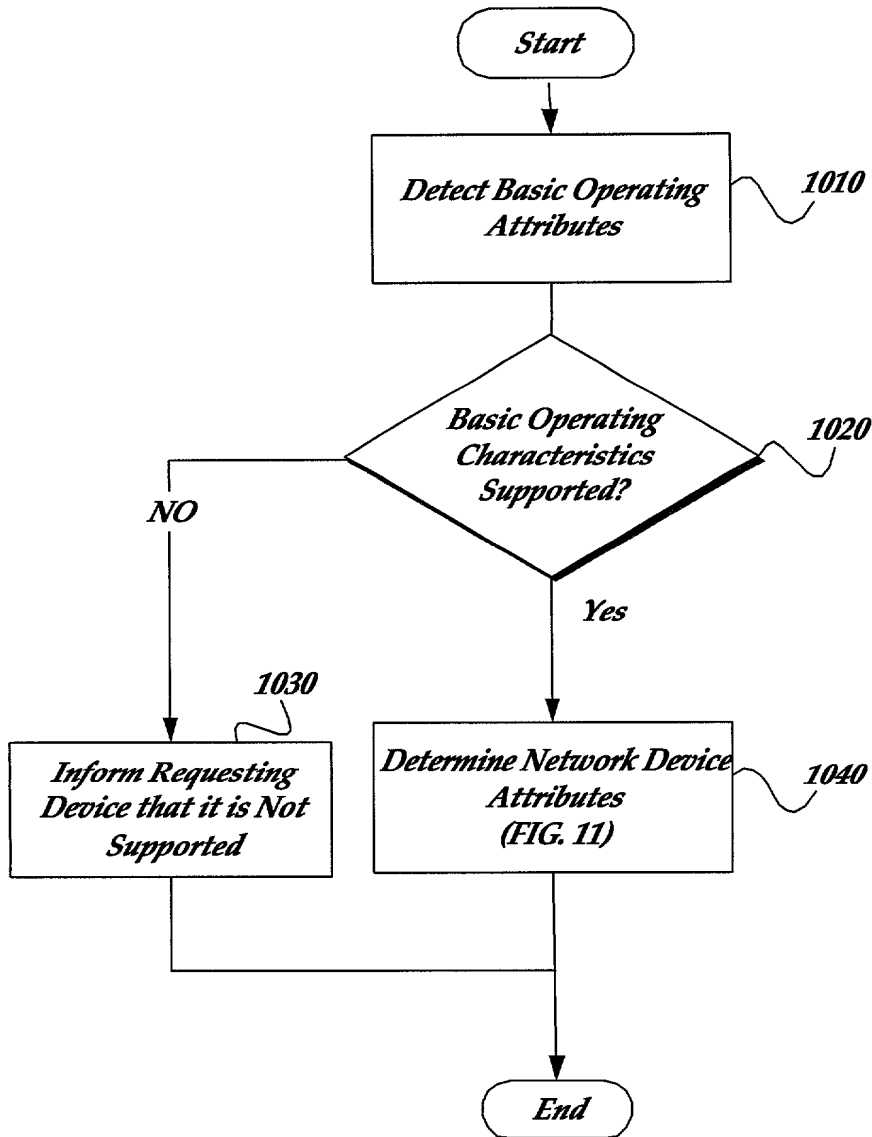 Start
Detect Basic Operating
Attributes
1010
Basic Operating
Characteristics
Supported?
1020
NO
Yes
1030
Inform Requesting
Device that it is Not
Supported
Determine Network Device
Attributes
(FIG. 11)
1040
End